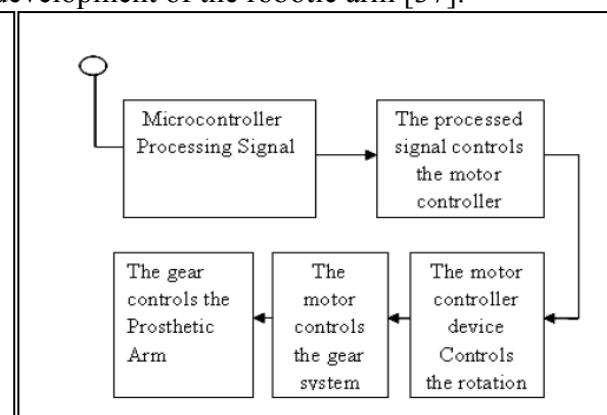 development of the robotic arm [37].
Microcontroller
Processing Signal
The processed
signal controls
the motor
controller
The motor
controller
device
Controls
the rotation
The
motor
controls
the gear
system
The gear
controls the
Prosthetic
Arm